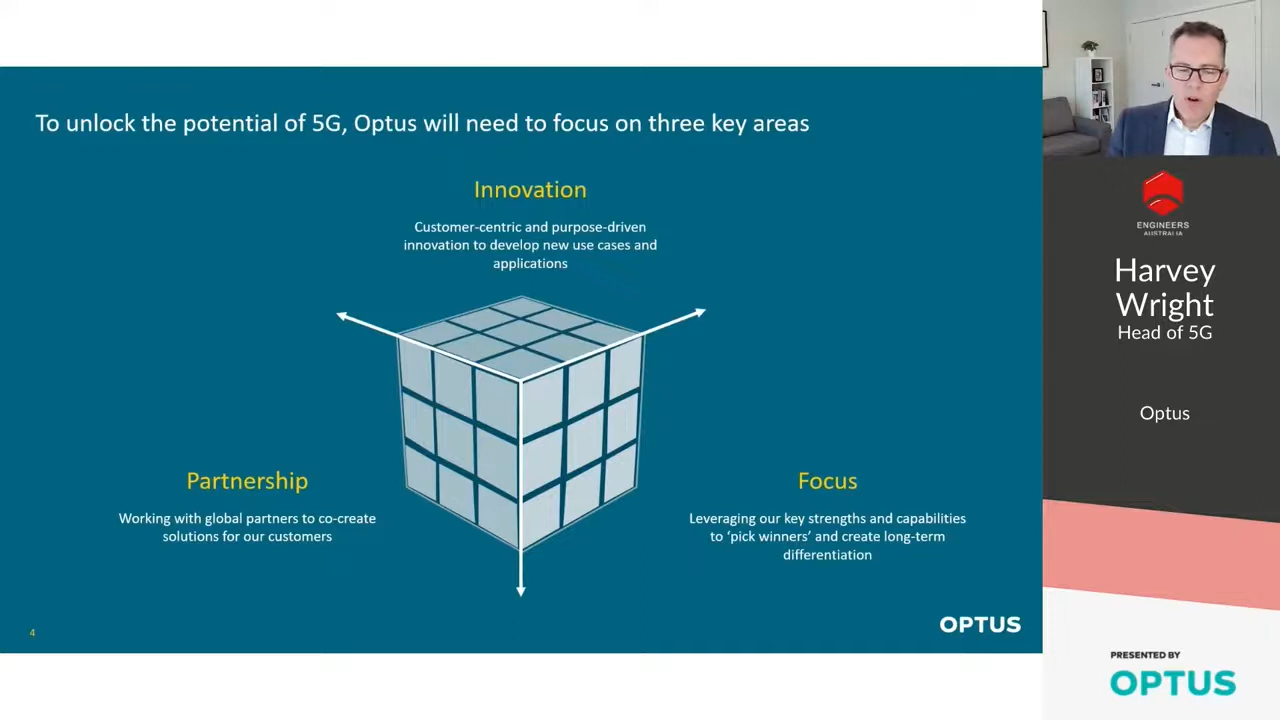 To unlock the potential of 5G, Optus will need to focus on three key areas
Innovation
Customer-centric and purpose-driven
innovation to develop new use cases and
applications
Partnership
Working with global partners to co-create
solutions for our customers
Focus
Leveraging our key strengths and capabilities
to ‘pick winners’ and create long-term
differentiation
4
OPTUS
ENGINEERS
AUSTRALIA
Harvey
Wright
Head of 5G
Optus
PRESENTED BY
OPTUS